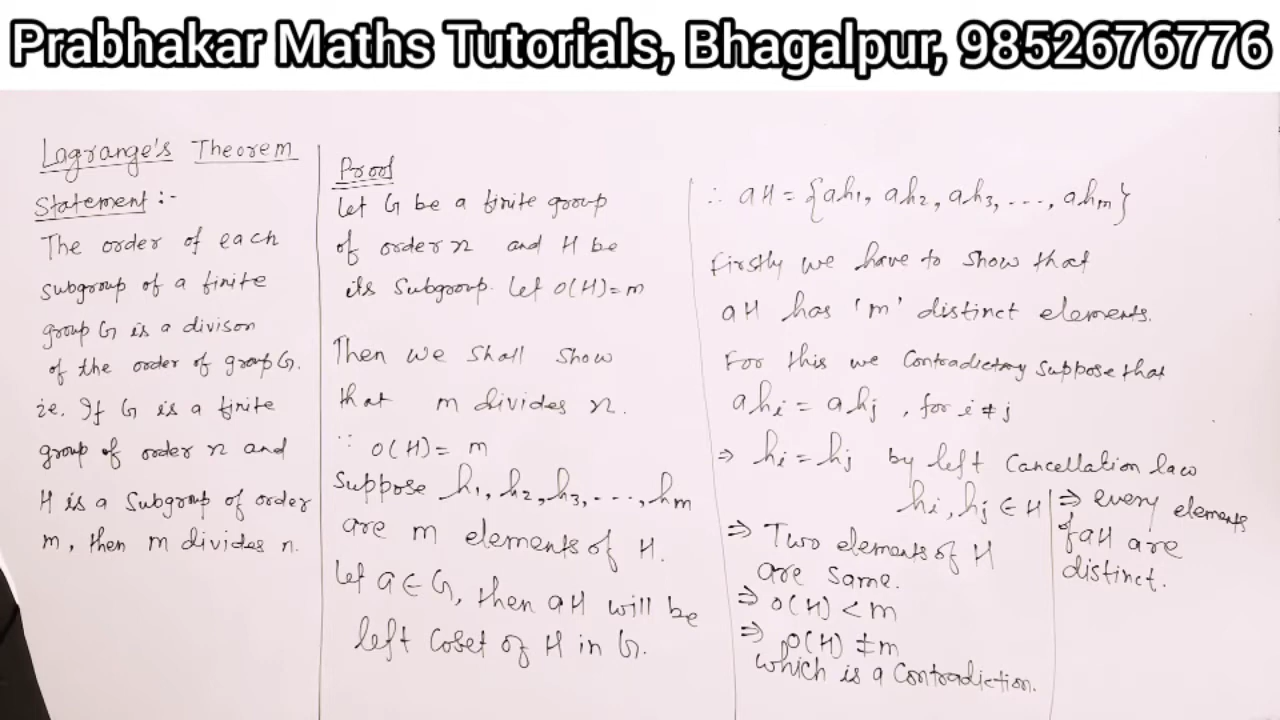 Prabhakar Maths Tutorials, Bhagalpur, 9852676776
Lagrange's Theorem
Statement :-
The order of each
subgroup of a finite
group G is a divison
of the order of group G.
ie. If G is a finite
group of order n and
H is a Subgroup of order
m, then m divides n.
Proof
Let G be a finite group
of order n and H be
its Subgroup. Let O(H)=m
Then we shall show
that m divides n.
∵ O(H)= m
Suppose h₁, h₂, h₃, ----, hm
are m elements of H.
Let a ∈ G, then aH will be
left Coset of H in G.
∴ aH = {ah₁, ah₂, ah₃, ----, ahm}
Firstly we have to show that
aH has 'm' distinct elements.
For this we Contradictory suppose that
ahi = ahj , for i ≠ j
⇒ hi = hj by left Cancellation law
hi, hj ∈ H
⇒ Two elements of H
are same.
⇒ O(H) < m
⇒ O(H) ≠ m
which is a Contradiction.
⇒ every elements
of aH are
distinct.